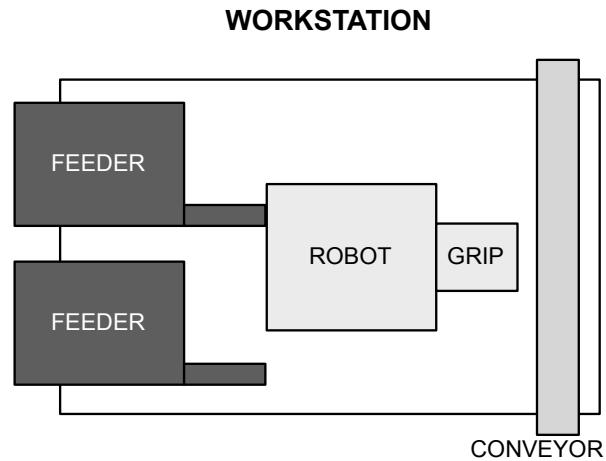 WORKSTATION
FEEDER
ROBOT
GRIP
FEEDER
CONVEYOR